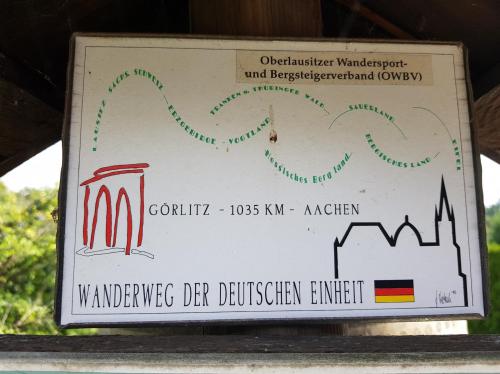 Oberlausitzer Wandersport-
und Bergsteigerverband (OWBV)
LAUSITZ - SÄCHS. SCHWEIZ
ERZGEBIRGE - VOGTLAND
FRANKEN U. THÜRINGER WALD
Hessisches Bergland.
SAUERLAND
BERGISCHES LAND
EIFEL
GÖRLITZ - 1035 KM - AACHEN
WANDERWEG DER DEUTSCHEN EINHEIT